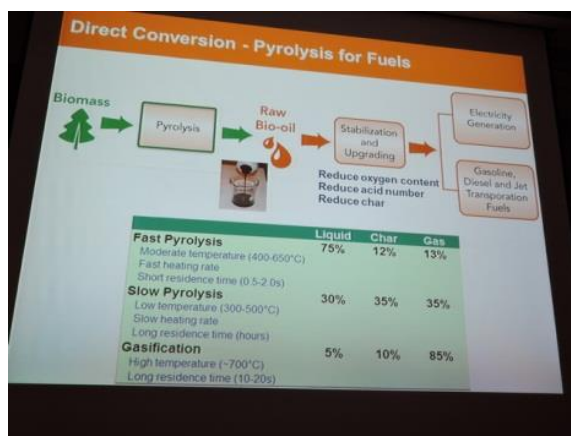 Direct Conversion - Pyrolysis for Fuels
Biomass
Pyrolysis
Raw
Bio-oil
Stabilization
and
Upgrading
Reduce oxygen content
Reduce acid number
Reduce char
Electricity
Generation
Gasoline,
Diesel and Jet
Transporation
Fuels
Liquid Char Gas
Fast Pyrolysis 75% 12% 13%
Moderate temperature (400-650°C)
Fast heating rate
Short residence time (0.5-2.0s)
Slow Pyrolysis 30% 35% 35%
Low temperature (300-500°C)
Slow heating rate
Long residence time (hours)
Gasification 5% 10% 85%
High temperature (~700°C)
Long residence time (10-20s)